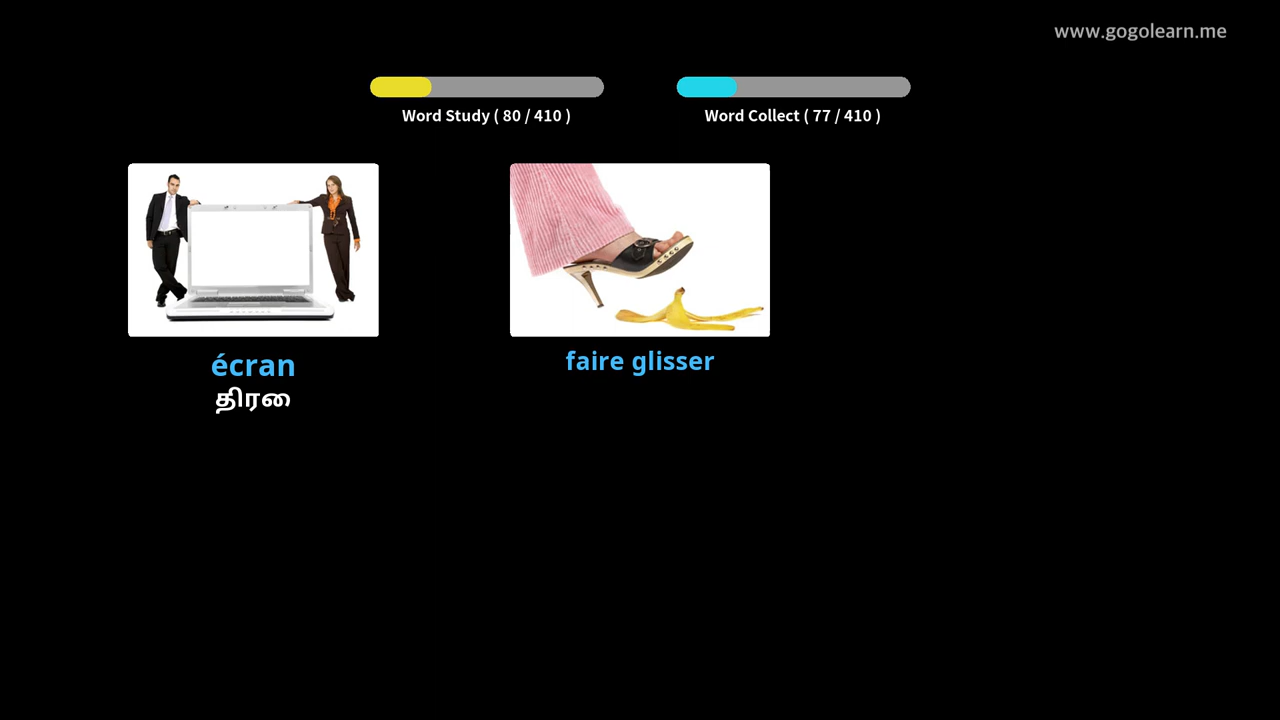 www.gogolearn.me
Word Study ( 80 / 410 )
Word Collect ( 77 / 410 )
écran
திரை
faire glisser